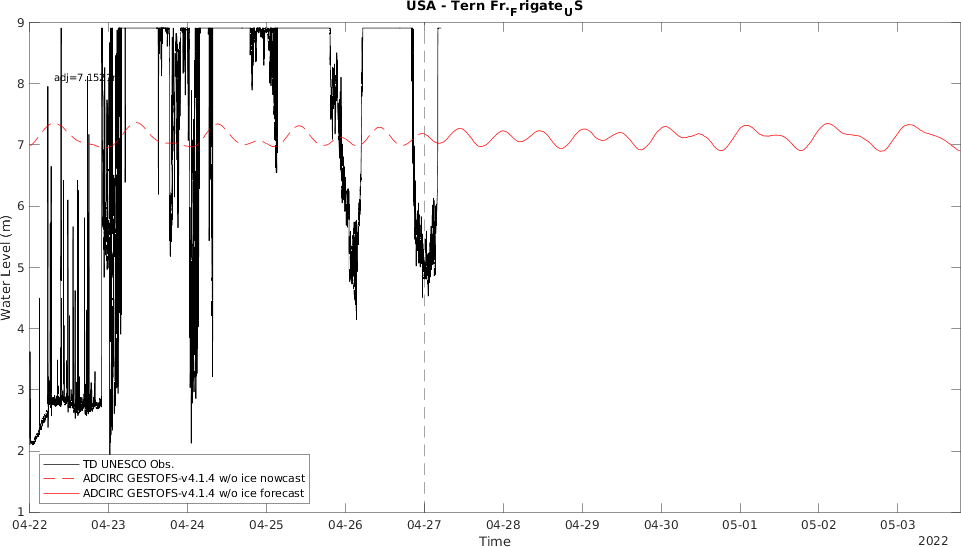 USA - Tern Fr.FrigateUS
9
8
7
6
5
4
3
2
1
Water Level (m)
adj=7.1527
TD UNESCO Obs.
ADCIRC GESTOFS-v4.1.4 w/o ice nowcast
ADCIRC GESTOFS-v4.1.4 w/o ice forecast
04-22 04-23 04-24 04-25 04-26 04-27 04-28 04-29 04-30 05-01 05-02 05-03
Time
2022